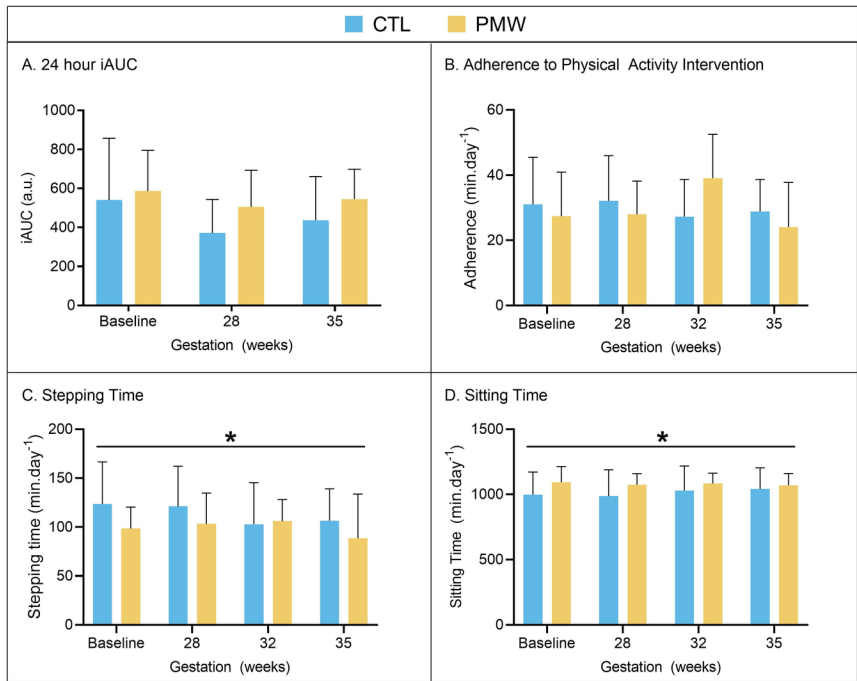 CTL PMW
A. 24 hour iAUC
1000
800
600
400
200
0
iAUC (a.u.)
Baseline 28 35
Gestation (weeks)
B. Adherence to Physical Activity Intervention
60
40
20
0
Adherence (min.day-1)
Baseline 28 32 35
Gestation (weeks)
C. Stepping Time
200
150
100
50
0
Stepping time (min.day-1)
*
Baseline 28 32 35
Gestation (weeks)
D. Sitting Time
1500
1000
500
0
Sitting Time (min.day-1)
*
Baseline 28 32 35
Gestation (weeks)